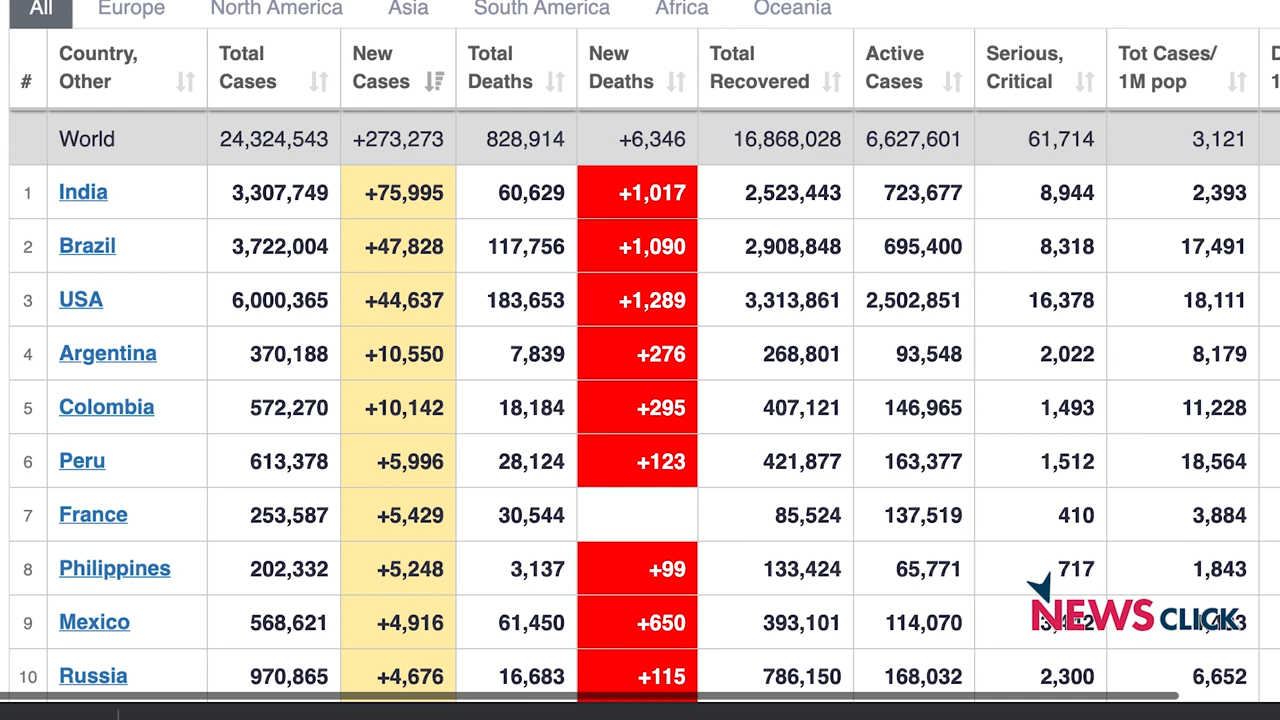 All Europe North America Asia South America Africa Oceania
# Country, Other Total Cases New Cases Total Deaths New Deaths Total Recovered Active Cases Serious, Critical Tot Cases/ 1M pop
World 24,324,543 +273,273 828,914 +6,346 16,868,028 6,627,601 61,714 3,121
1 India 3,307,749 +75,995 60,629 +1,017 2,523,443 723,677 8,944 2,393
2 Brazil 3,722,004 +47,828 117,756 +1,090 2,908,848 695,400 8,318 17,491
3 USA 6,000,365 +44,637 183,653 +1,289 3,313,861 2,502,851 16,378 18,111
4 Argentina 370,188 +10,550 7,839 +276 268,801 93,548 2,022 8,179
5 Colombia 572,270 +10,142 18,184 +295 407,121 146,965 1,493 11,228
6 Peru 613,378 +5,996 28,124 +123 421,877 163,377 1,512 18,564
7 France 253,587 +5,429 30,544 85,524 137,519 410 3,884
8 Philippines 202,332 +5,248 3,137 +99 133,424 65,771 717 1,843
9 Mexico 568,621 +4,916 61,450 +650 393,101 114,070
NEWS CLICK
10 Russia 970,865 +4,676 16,683 +115 786,150 168,032 2,300 6,652